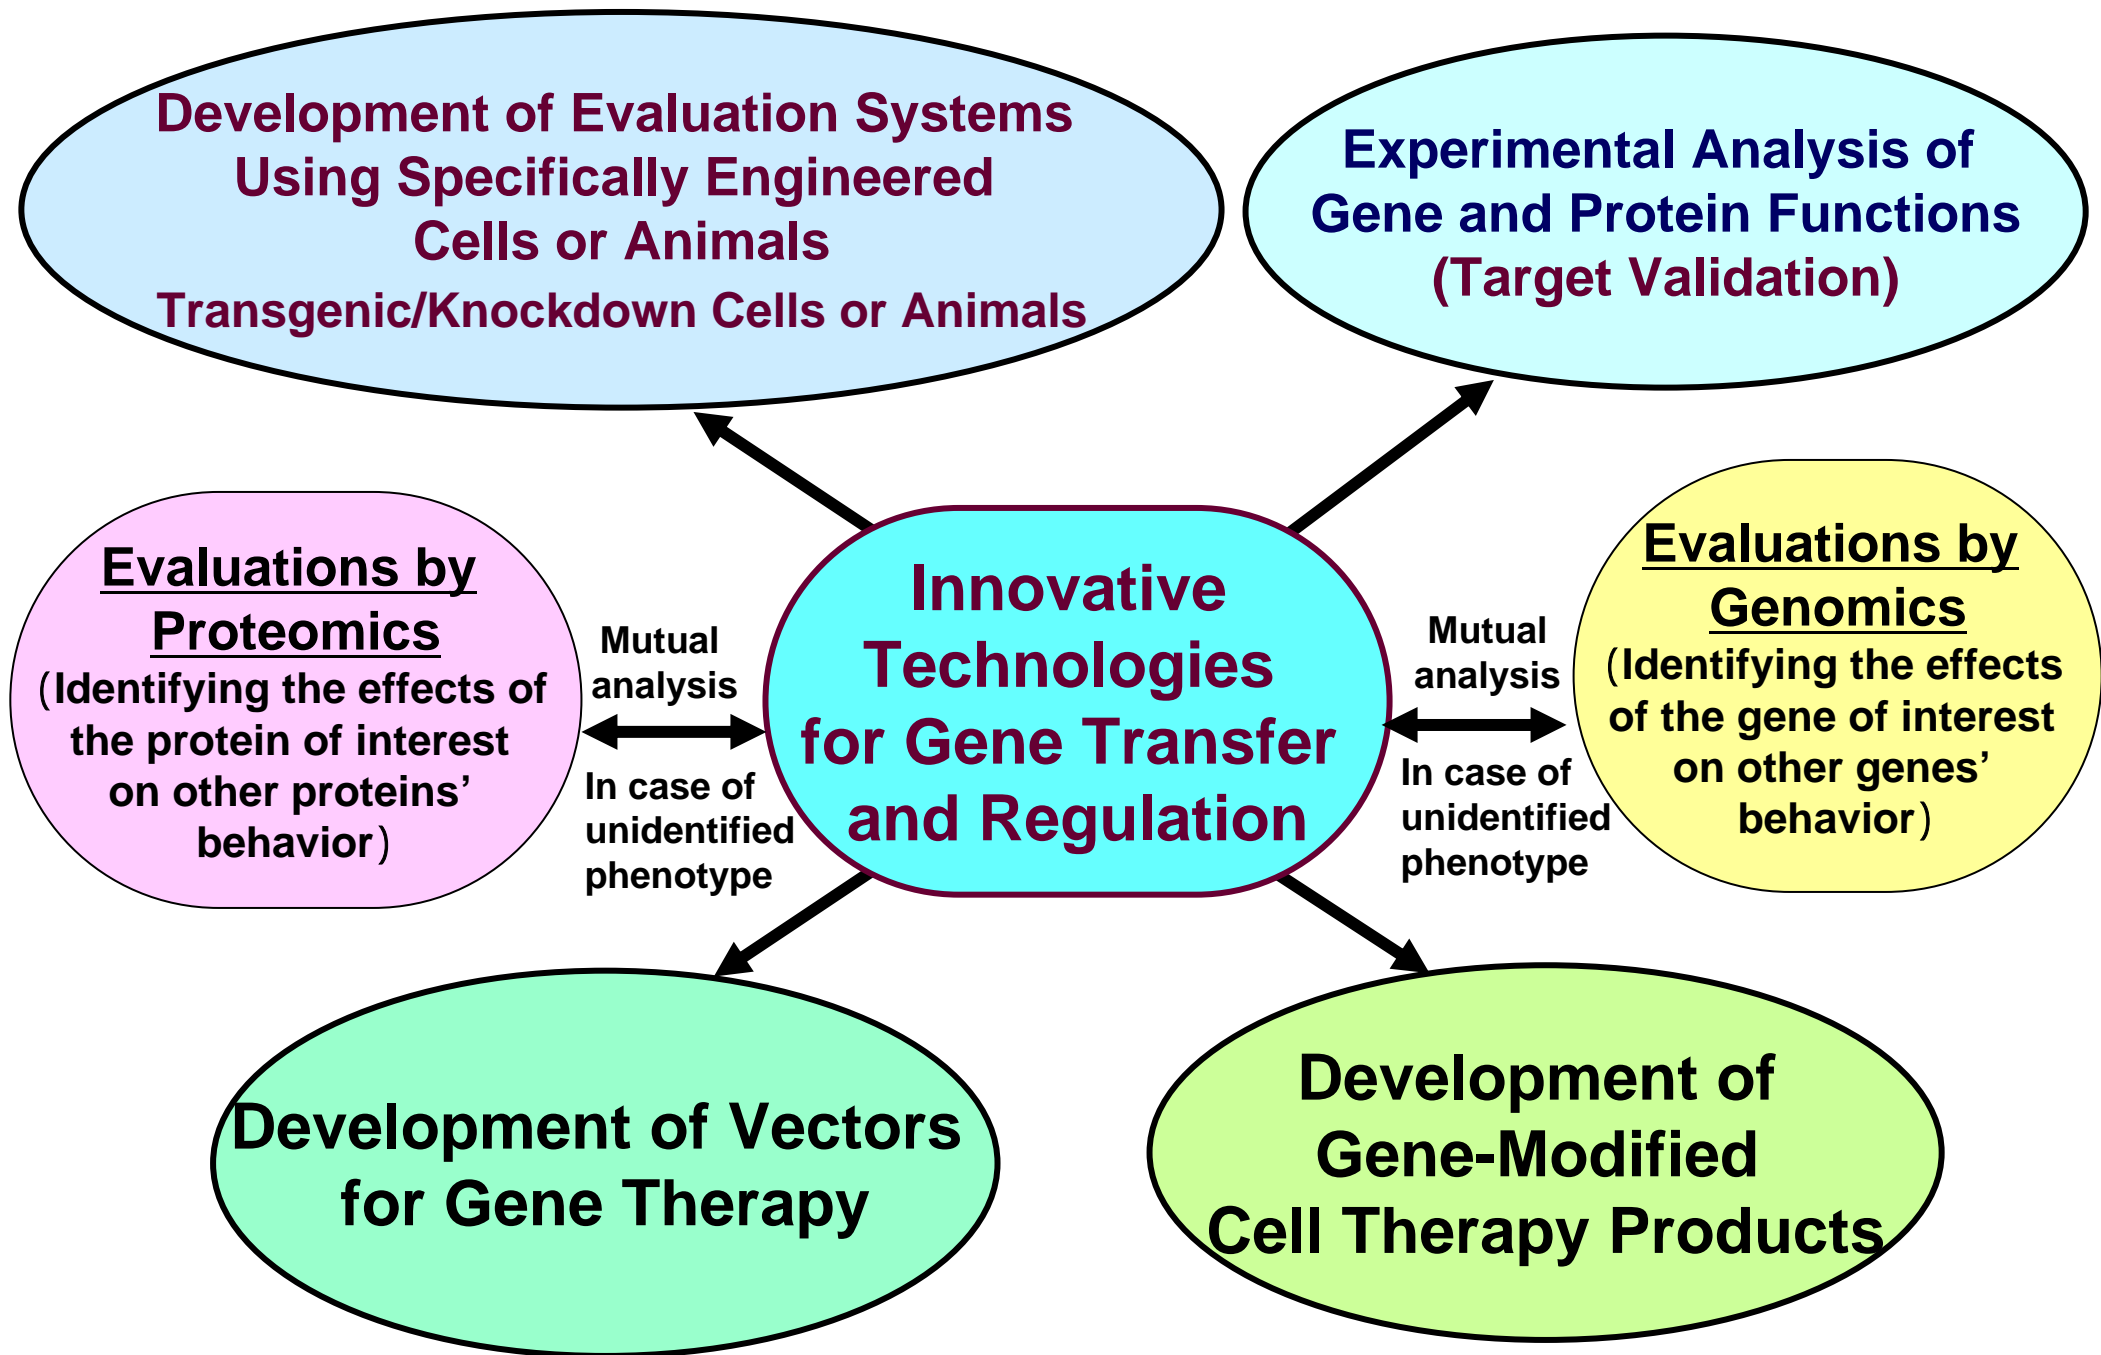 Development of Evaluation Systems
Using Specifically Engineered
Cells or Animals
Transgenic/Knockdown Cells or Animals
Experimental Analysis of
Gene and Protein Functions
(Target Validation)
Evaluations by
Proteomics
(Identifying the effects of
the protein of interest
on other proteins’
behavior)
Mutual
analysis
In case of
unidentified
phenotype
Innovative
Technologies
for Gene Transfer
and Regulation
Mutual
analysis
In case of
unidentified
phenotype
Evaluations by
Genomics
(Identifying the effects
of the gene of interest
on other genes’
behavior)
Development of Vectors
for Gene Therapy
Development of
Gene-Modified
Cell Therapy Products